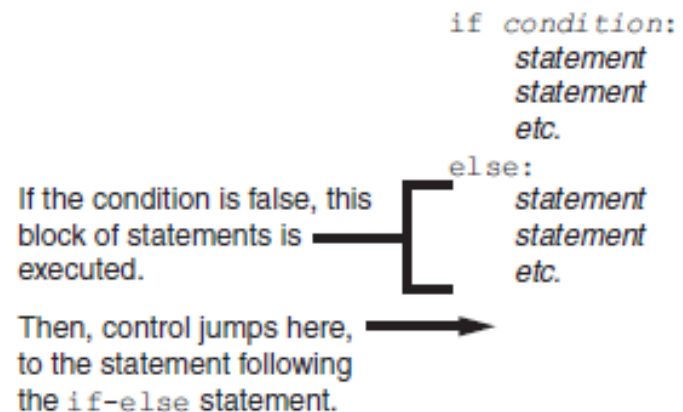 if condition:
statement
statement
etc.
else:
If the condition is false, this
block of statements is
executed.
statement
statement
etc.
Then, control jumps here,
to the statement following
the if-else statement.